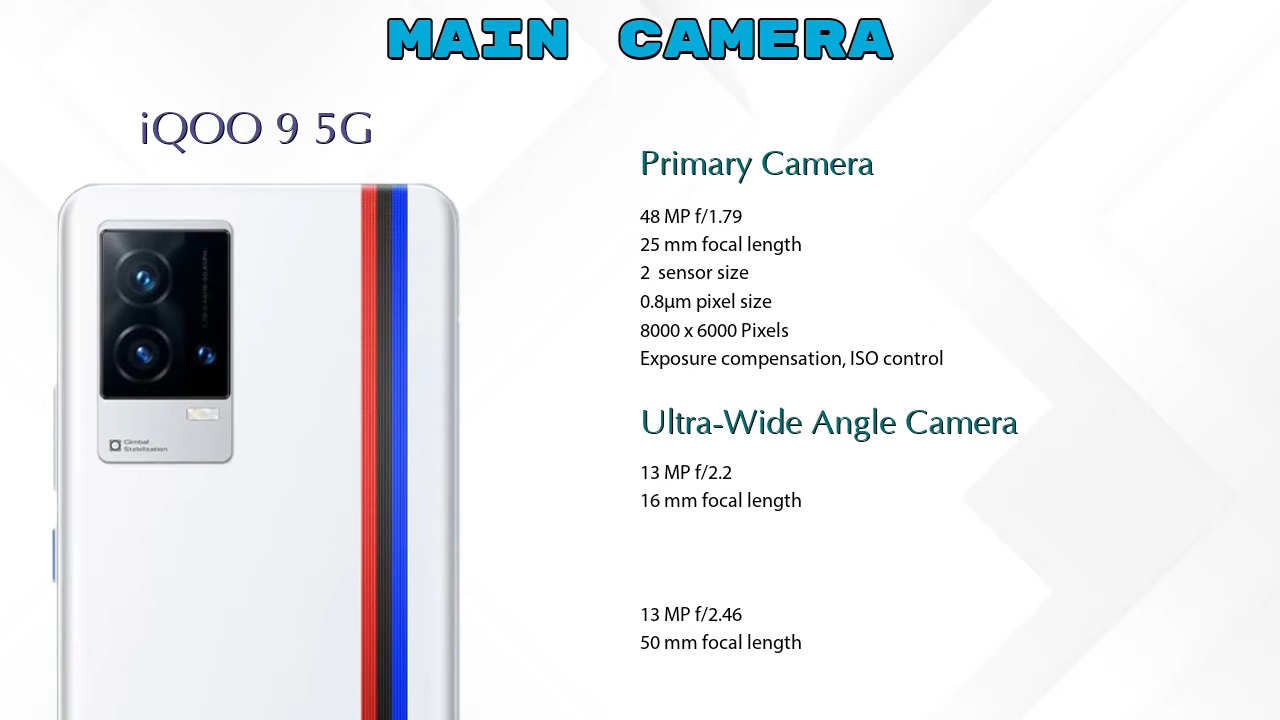 MAIN CAMERA
iQOO 9 5G
Primary Camera
48 MP f/1.79
25 mm focal length
2 sensor size
0.8µm pixel size
8000 x 6000 Pixels
Exposure compensation, ISO control
Ultra-Wide Angle Camera
13 MP f/2.2
16 mm focal length
13 MP f/2.46
50 mm focal length
Gimbal
Stabilization